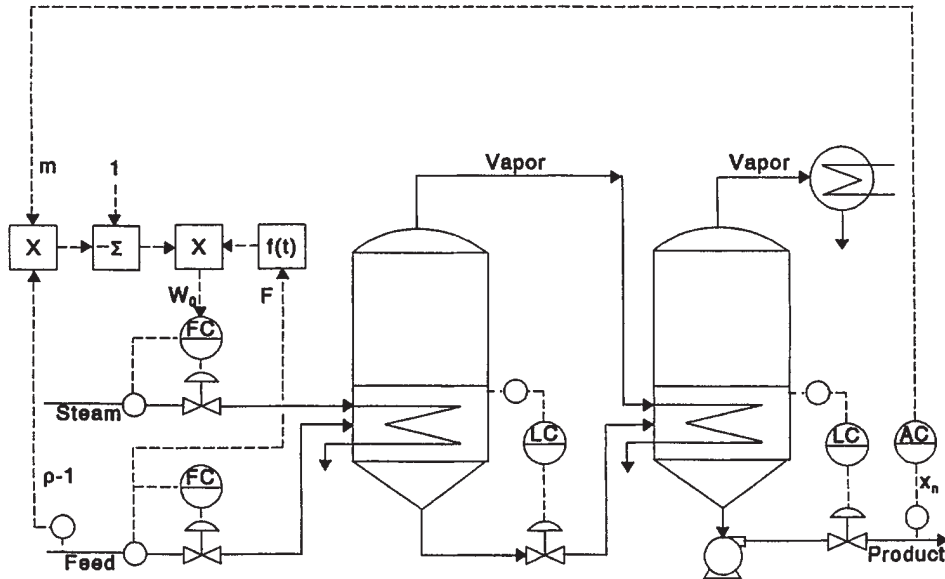 Vapor
Vapor
m
1
X
-Σ
X
f(t)
W₀
F
FC
Steam
LC
LC
AC
ρ-1
FC
xₙ
Feed
Product